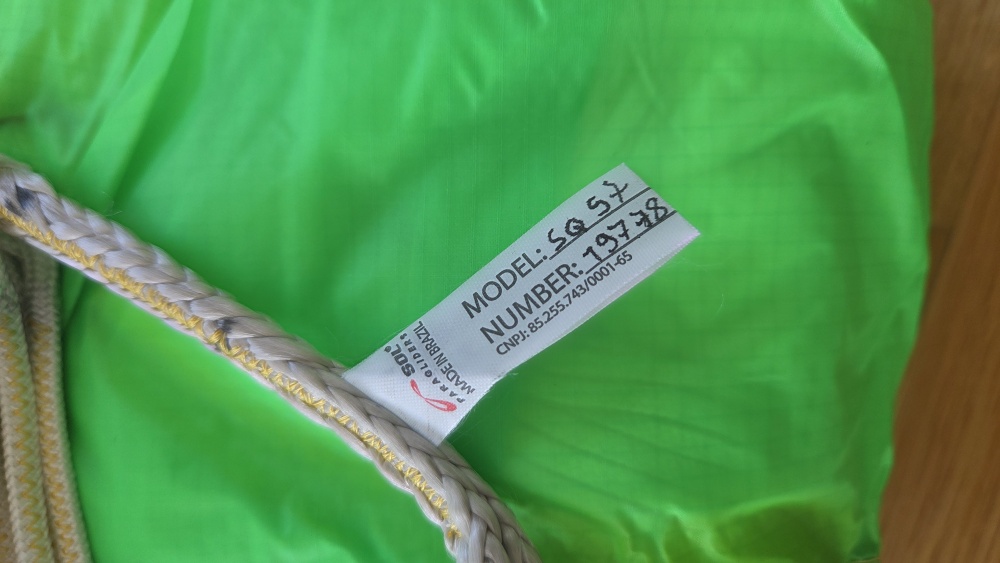 MODEL: SQ 57
NUMBER: 19778
CNPJ: 85.255.743/0001-65
SOL®
PARAGLIDERS
MADE IN BRAZIL